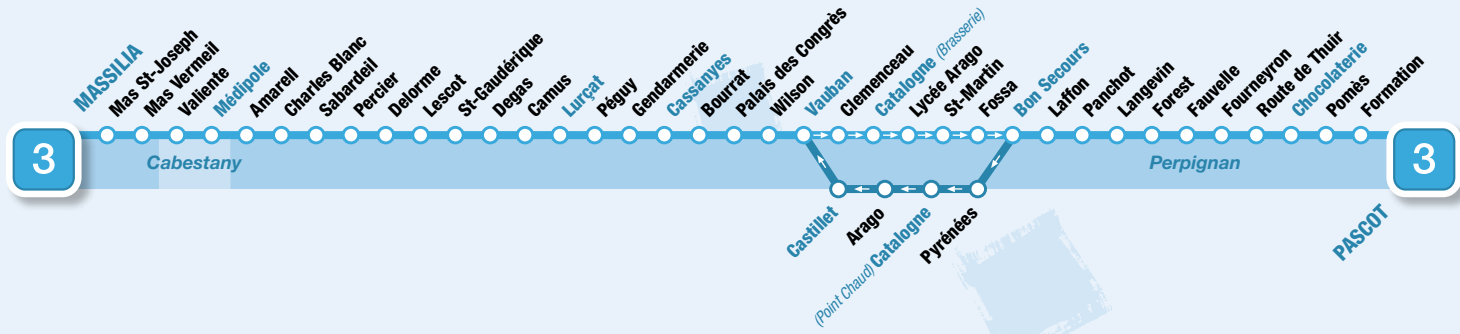 3
MASSILIA
Mas St-Joseph
Mas Vermeil
Valiente
Médipole
Amarell
Charles Blanc
Sabardeil
Percier
Delorme
Lescot
St-Gaudérique
Degas
Camus
Lurçat
Péguy
Gendarmerie
Cassanyes
Bourrat
Palais des Congrès
Wilson
Vauban
Clemenceau
Catalogne (Brasserie)
Lycée Arago
St-Martin
Fossa
Bon Secours
Laffon
Panchot
Langevin
Forest
Fauvelle
Fourneyron
Route de Thuir
Chocolaterie
Pomès
Formation
3
Cabestany
Perpignan
Castillet
Arago
(Point Chaud) Catalogne
Pyrénées
PASCOT